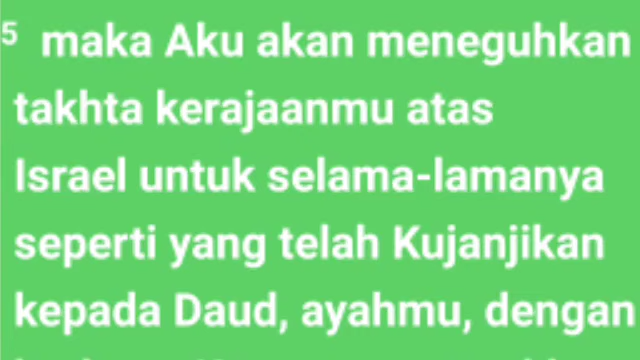 5 maka Aku akan meneguhkan
takhta kerajaanmu atas
Israel untuk selama-lamanya
seperti yang telah Kujanjikan
kepada Daud, ayahmu, dengan